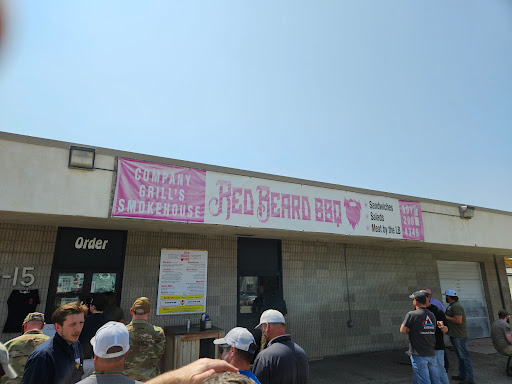 COMPANY
GRILL'S
SMOKEHOUSE
RED BEARD BBQ
Sandwiches
Salads
Meat by the LB
Order
-15